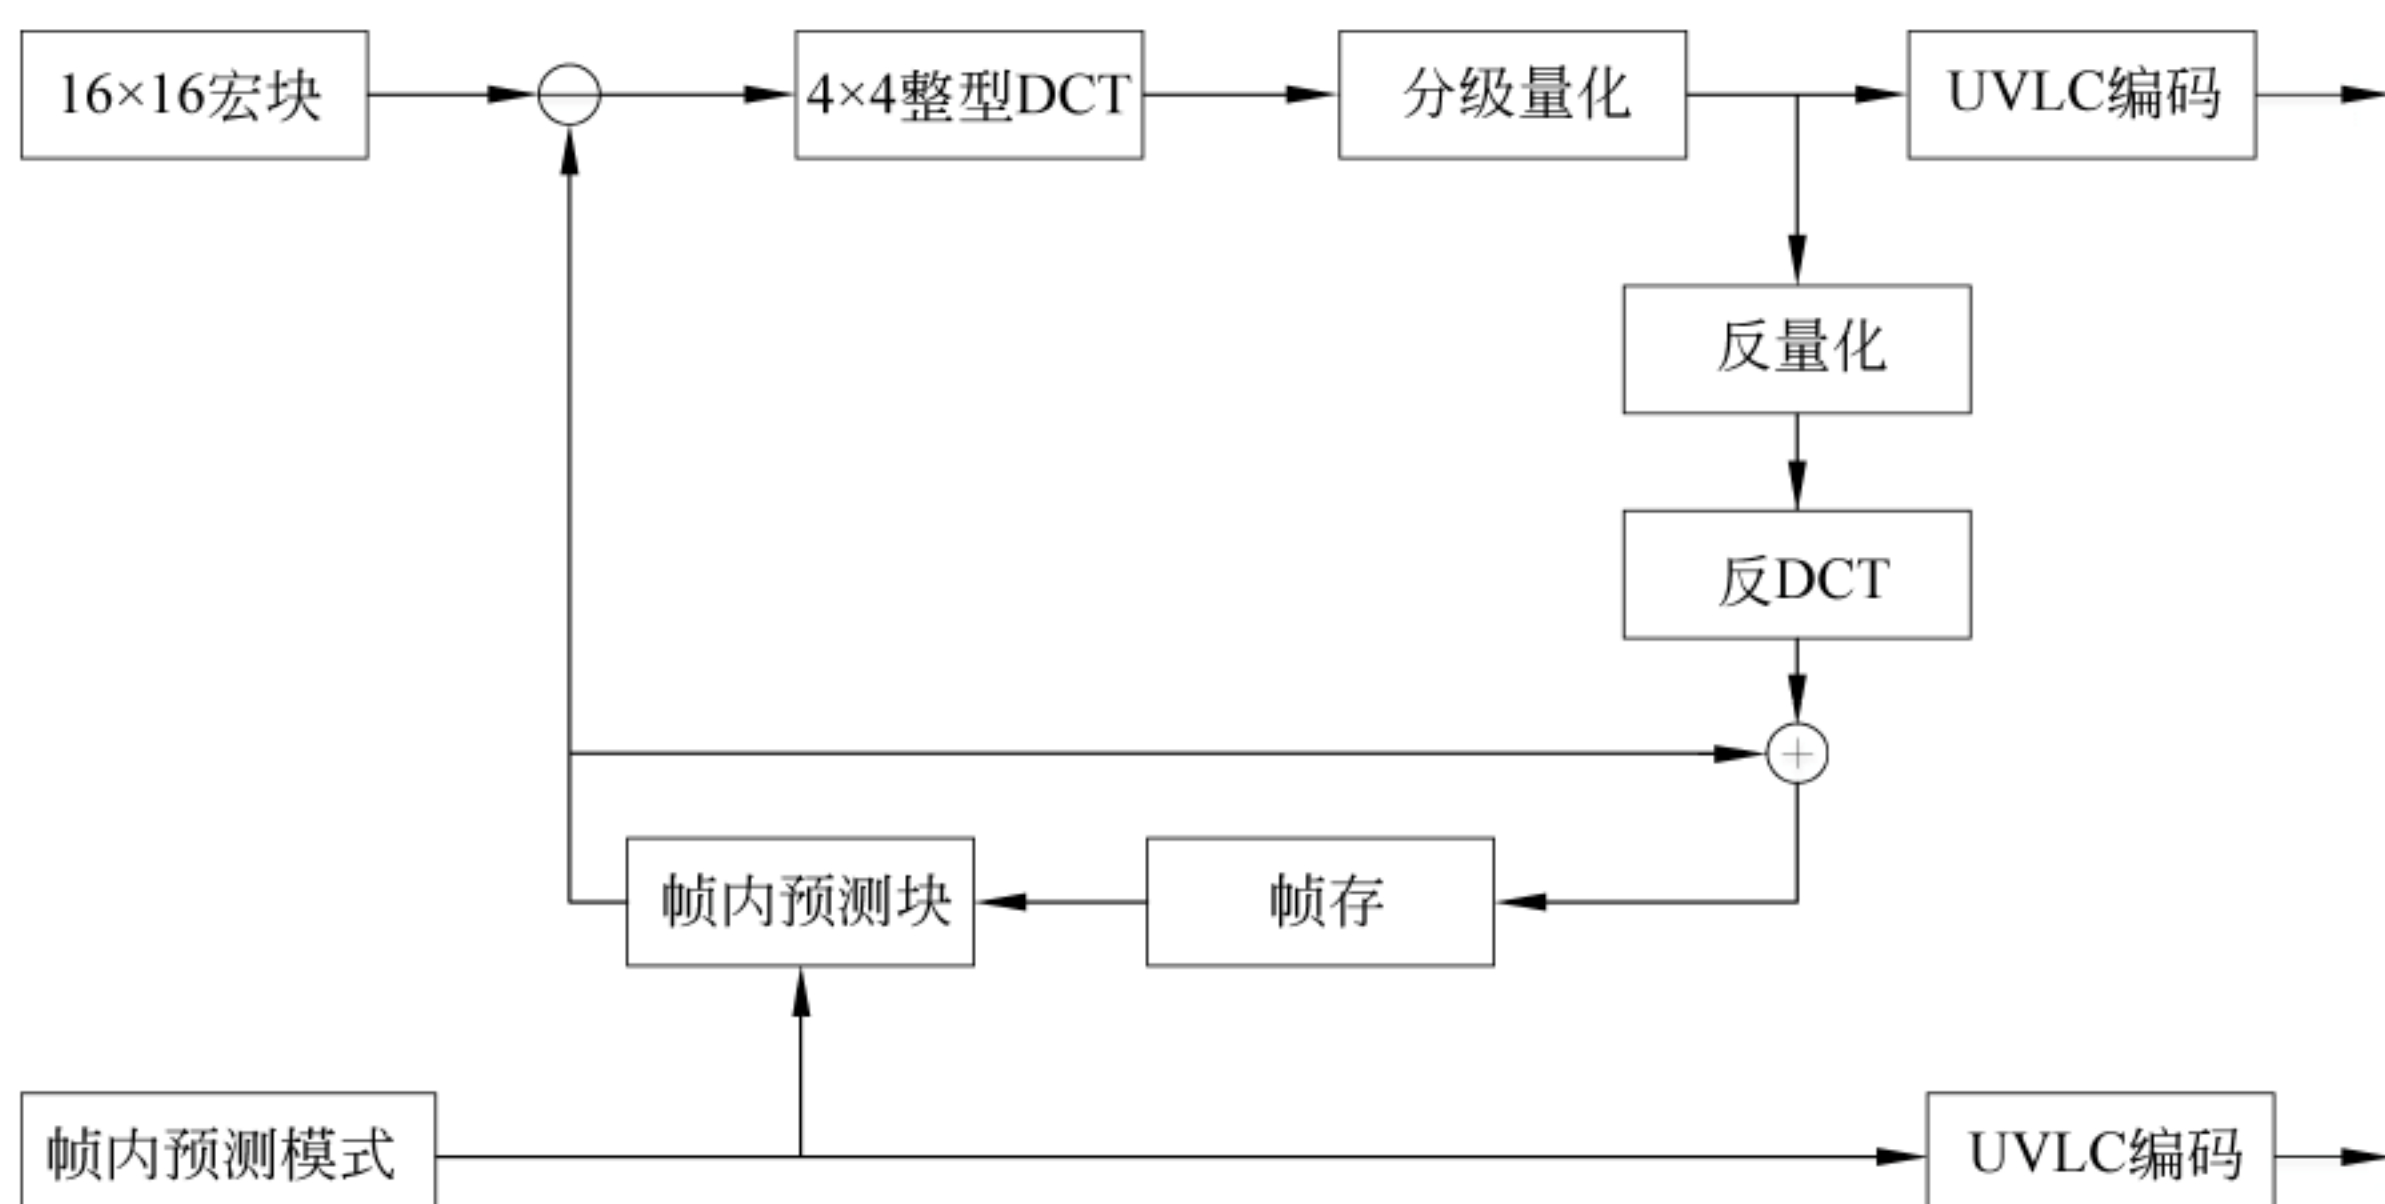 16×16宏块
4×4整型DCT
分级量化
UVLC编码
反量化
反DCT
帧内预测块
帧存
帧内预测模式
UVLC编码